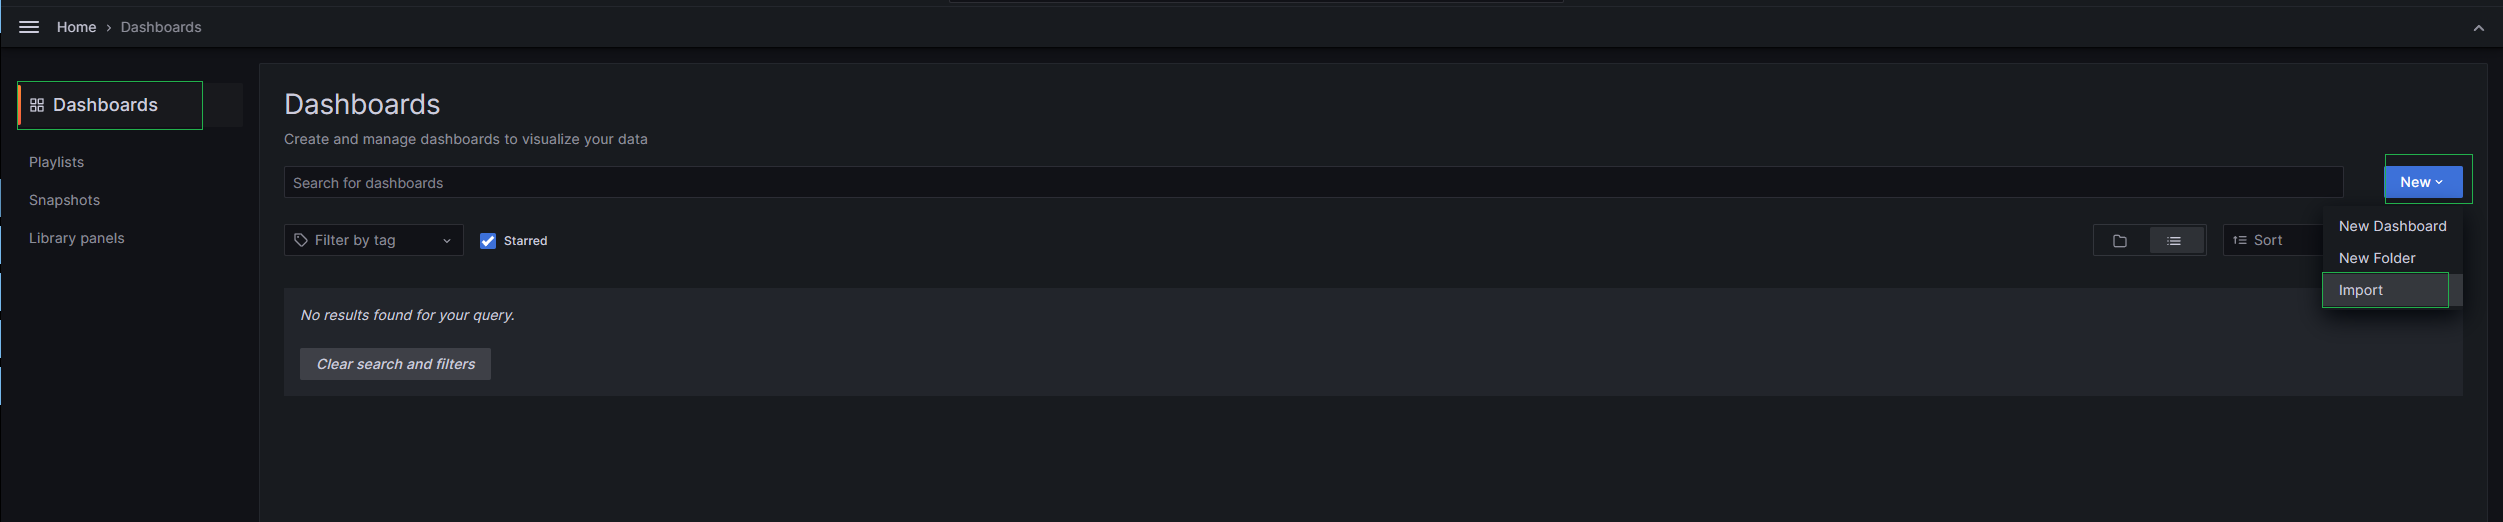 Home › Dashboards
Dashboards
Playlists
Snapshots
Library panels
Dashboards
Create and manage dashboards to visualize your data
Search for dashboards
New
Filter by tag
Starred
Sort
New Dashboard
New Folder
Import
No results found for your query.
Clear search and filters